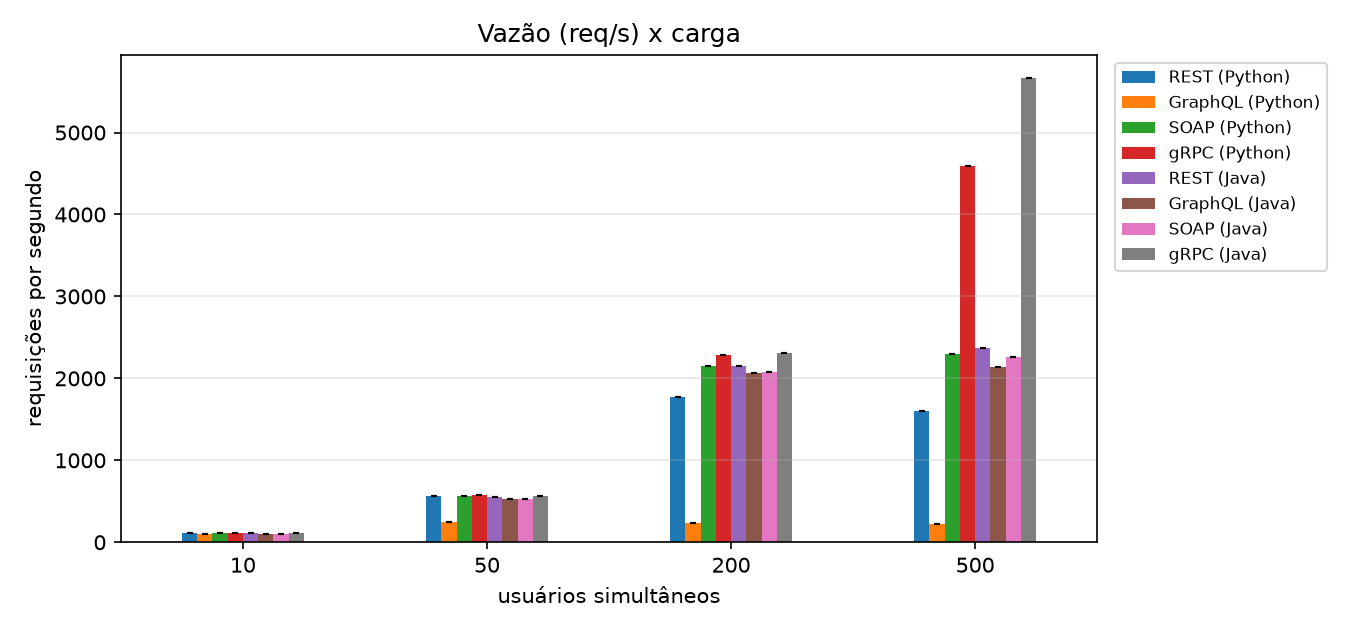 Vazão (req/s) x carga
requisições por segundo
5000
4000
3000
2000
1000
0
10
50
200
500
usuários simultâneos
REST (Python)
GraphQL (Python)
SOAP (Python)
gRPC (Python)
REST (Java)
GraphQL (Java)
SOAP (Java)
gRPC (Java)